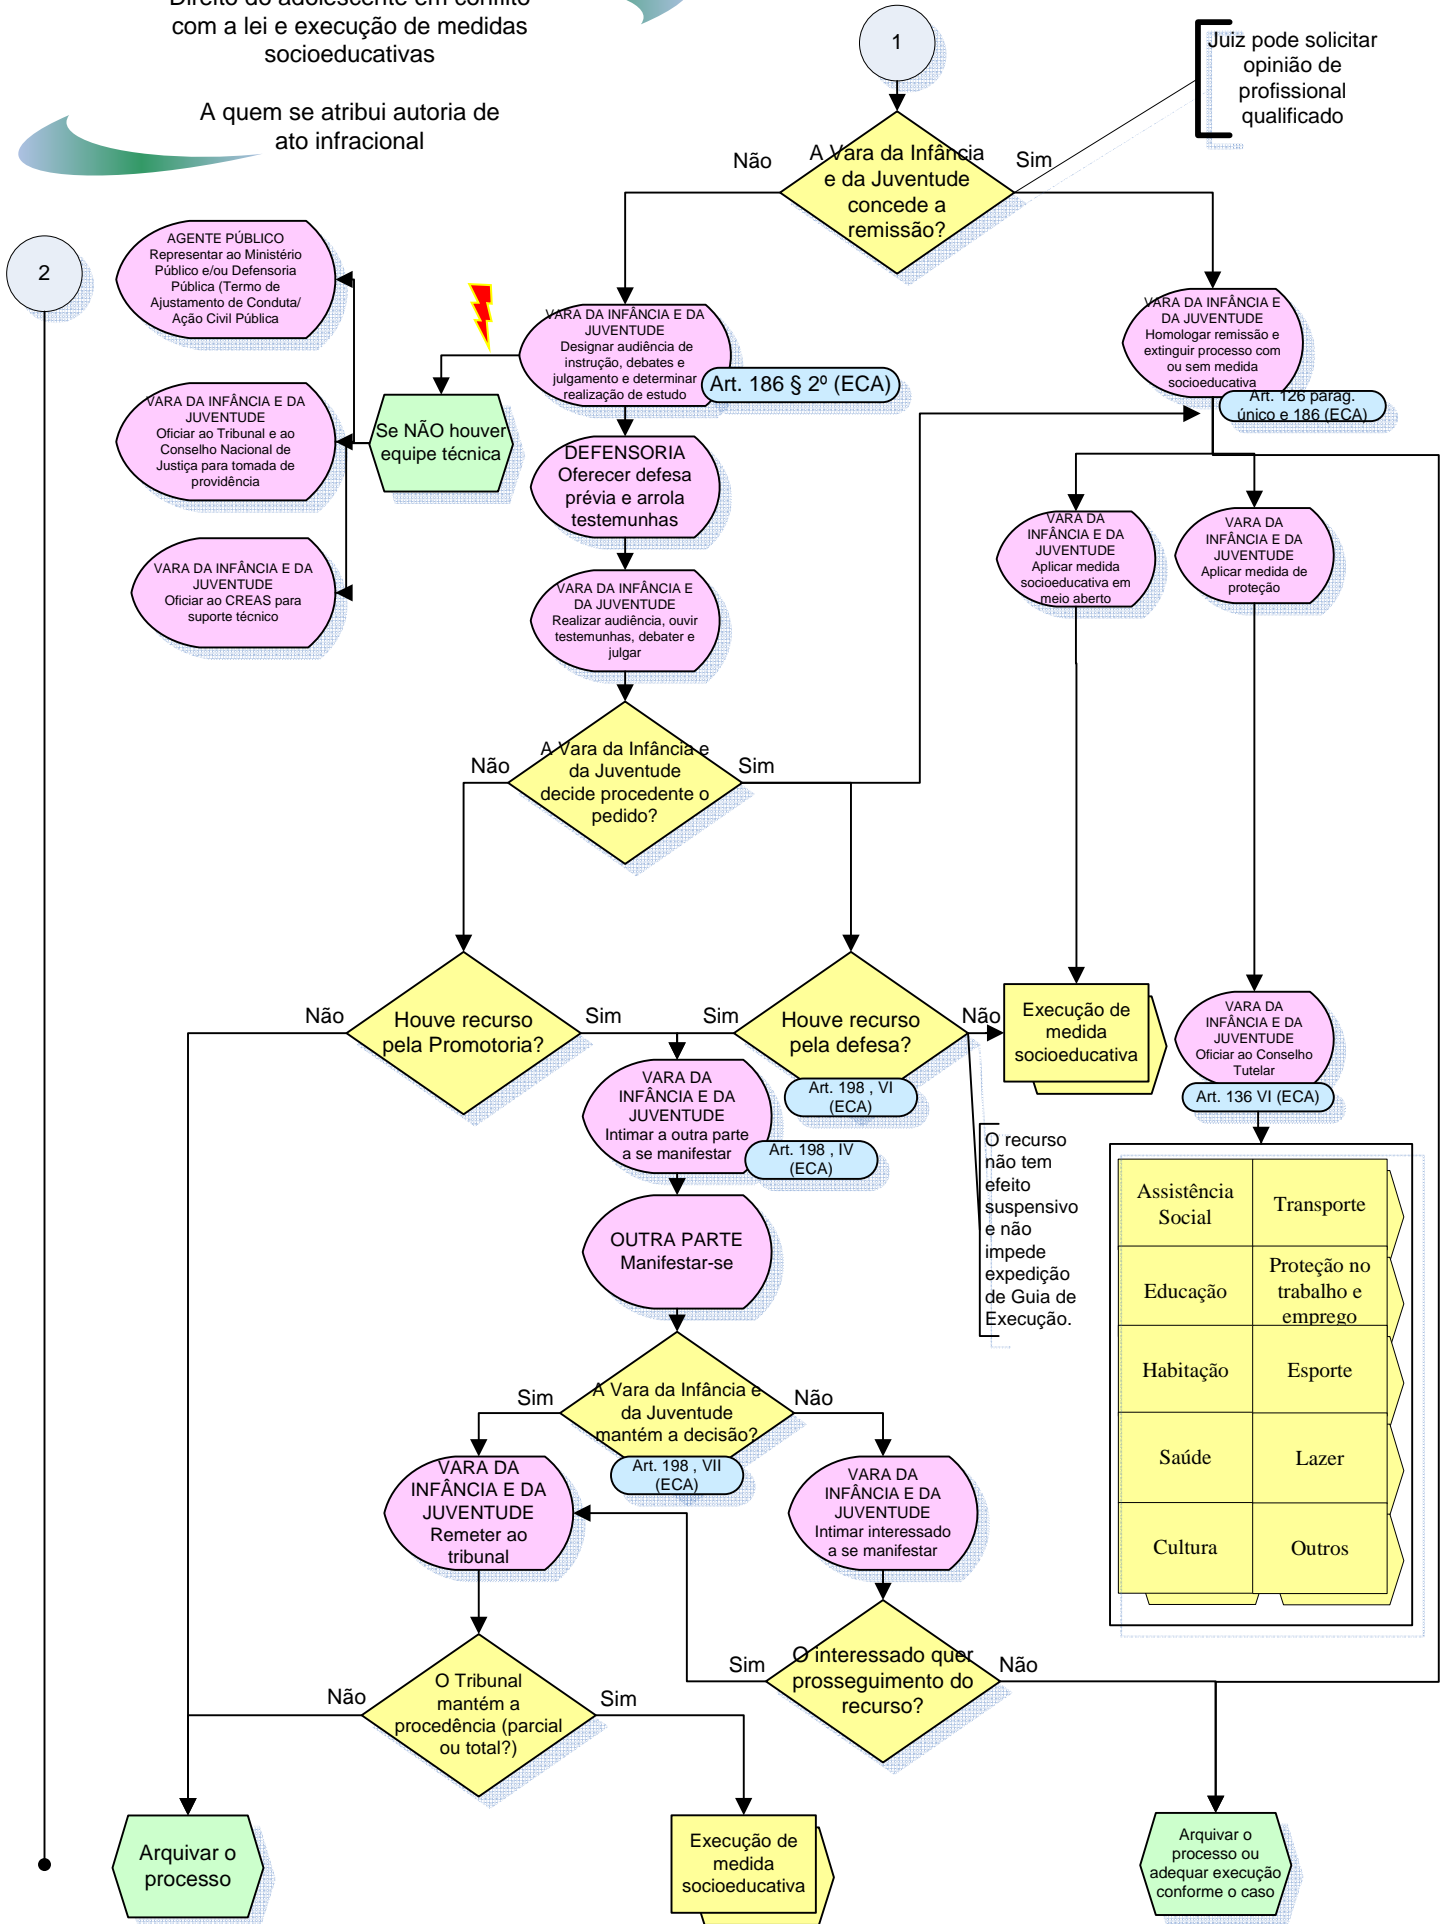 Direito do adolescente em conflito
com a lei e execução de medidas
socioeducativas
A quem se atribui autoria de
ato infracional
1
Juiz pode solicitar
opinião de
profissional
qualificado
Não
A Vara da Infância
e da Juventude
concede a
remissão?
Sim
2
AGENTE PÚBLICO
Representar ao Ministério
Público e/ou Defensoria
Pública (Termo de
Ajustamento de Conduta/
Ação Civil Pública
VARA DA INFÂNCIA E DA
JUVENTUDE
Designar audiência de
instrução, debates e
julgamento e determinar
realização de estudo
Art. 186 § 2º (ECA)
VARA DA INFÂNCIA E
DA JUVENTUDE
Homologar remissão e
extinguir processo com
ou sem medida
socioeducativa
Art. 126 parág.
único e 186 (ECA)
VARA DA INFÂNCIA E DA
JUVENTUDE
Oficiar ao Tribunal e ao
Conselho Nacional de
Justiça para tomada de
providência
Se NÃO houver
equipe técnica
DEFENSORIA
Oferecer defesa
prévia e arrola
testemunhas
VARA DA INFÂNCIA E DA
JUVENTUDE
Oficiar ao CREAS para
suporte técnico
VARA DA INFÂNCIA E
DA JUVENTUDE
Realizar audiência, ouvir
testemunhas, debater e
julgar
VARA DA
INFÂNCIA E DA
JUVENTUDE
Aplicar medida
socioeducativa em
meio aberto
VARA DA
INFÂNCIA E DA
JUVENTUDE
Aplicar medida de
proteção
Não
A Vara da Infância e
da Juventude
decide procedente o
pedido?
Sim
Não
Houve recurso
pela Promotoria?
Sim
Sim
Houve recurso
pela defesa?
Não
Art. 198 , VI
(ECA)
Execução de
medida
socioeducativa
VARA DA
INFÂNCIA E DA
JUVENTUDE
Oficiar ao Conselho
Tutelar
Art. 136 VI (ECA)
VARA DA
INFÂNCIA E DA
JUVENTUDE
Intimar a outra parte
a se manifestar
Art. 198 , IV
(ECA)
O recurso
não tem
efeito
suspensivo
e não
impede
expedição
de Guia de
Execução.
OUTRA PARTE
Manifestar-se
Assistência
Social
Transporte
Educação
Proteção no
trabalho e
emprego
Habitação
Esporte
Saúde
Lazer
Cultura
Outros
Sim
A Vara da Infância e
da Juventude
mantém a decisão?
Não
Art. 198 , VII
(ECA)
VARA DA
INFÂNCIA E DA
JUVENTUDE
Remeter ao
tribunal
VARA DA
INFÂNCIA E DA
JUVENTUDE
Intimar interessado
a se manifestar
Sim
O interessado quer
prosseguimento do
recurso?
Não
Não
O Tribunal
mantém a
procedência (parcial
ou total?)
Sim
Arquivar o
processo
Execução de
medida
socioeducativa
Arquivar o
processo ou
adequar execução
conforme o caso